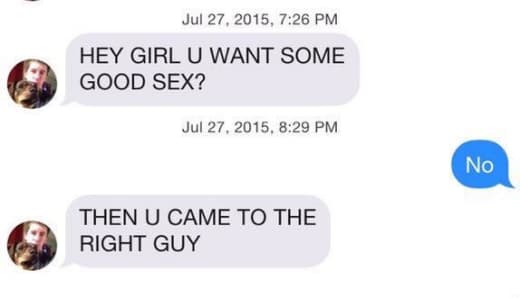 Jul 27, 2015, 7:26 PM
HEY GIRL U WANT SOME
GOOD SEX?
Jul 27, 2015, 8:29 PM
No
THEN U CAME TO THE
RIGHT GUY